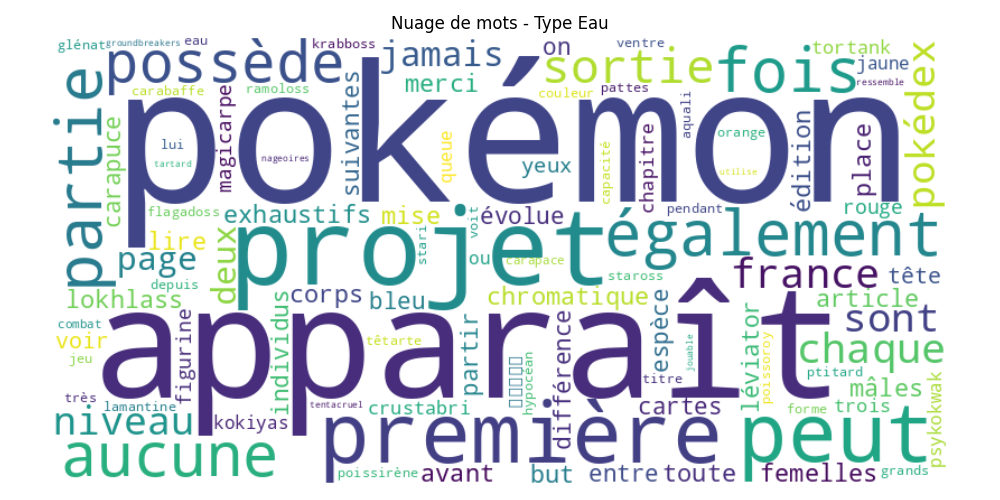 Nuage de mots - Type Eau
glénat
groundbreakers
eau
krabboss
jamais
on
ventre
tortank
possède
sortie
fois
jaune
ressemble
carabaffe
ramoloss
merci
couleur
pattes
partie
pokémon
pokédex
carapuce
lui
tartard
magicarpe
nageoires
suivantes
queue
yeux
capacité
chapitre
aquali
orange
utilise
édition
place
flagadoss
exhaustifs
mise
évolue
pendant
rouge
lire
deux
projet
stari
voit
également
page
ou
carapace
depuis
staross
france
tête
lokhlass
individus
corps
bleu
chromatique
espèce
article
sont
combat
voir
figurine
apparaît
têtarte
partir
différence
jouable
léviator
poissoroy
chaque
jeu
hypocéan
titre
ptitard
mâles
très
lamantine
tentacruel
crustabri
cartes
forme
trois
psykokwak
niveau
kokiyas
première
peut
aucune
poissirène
avant
but
entre
toute
femelles
grands